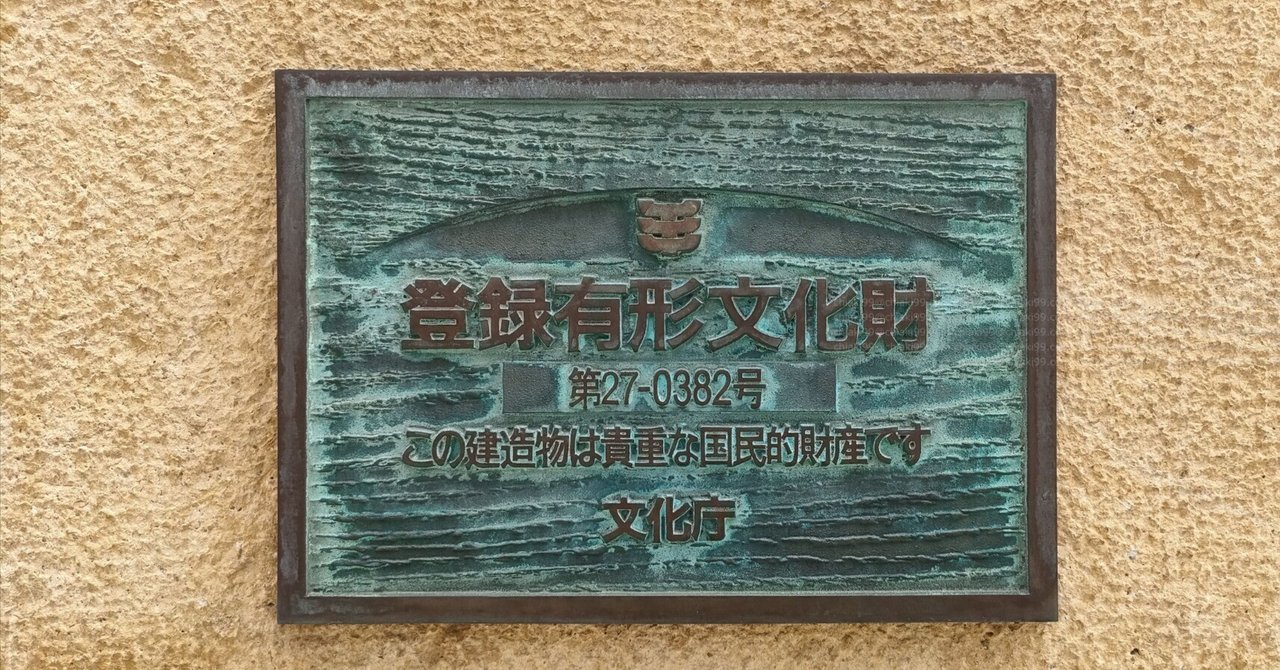 登録有形文化財
第27-0382号
この建造物は貴重な国民的財産です
文化庁